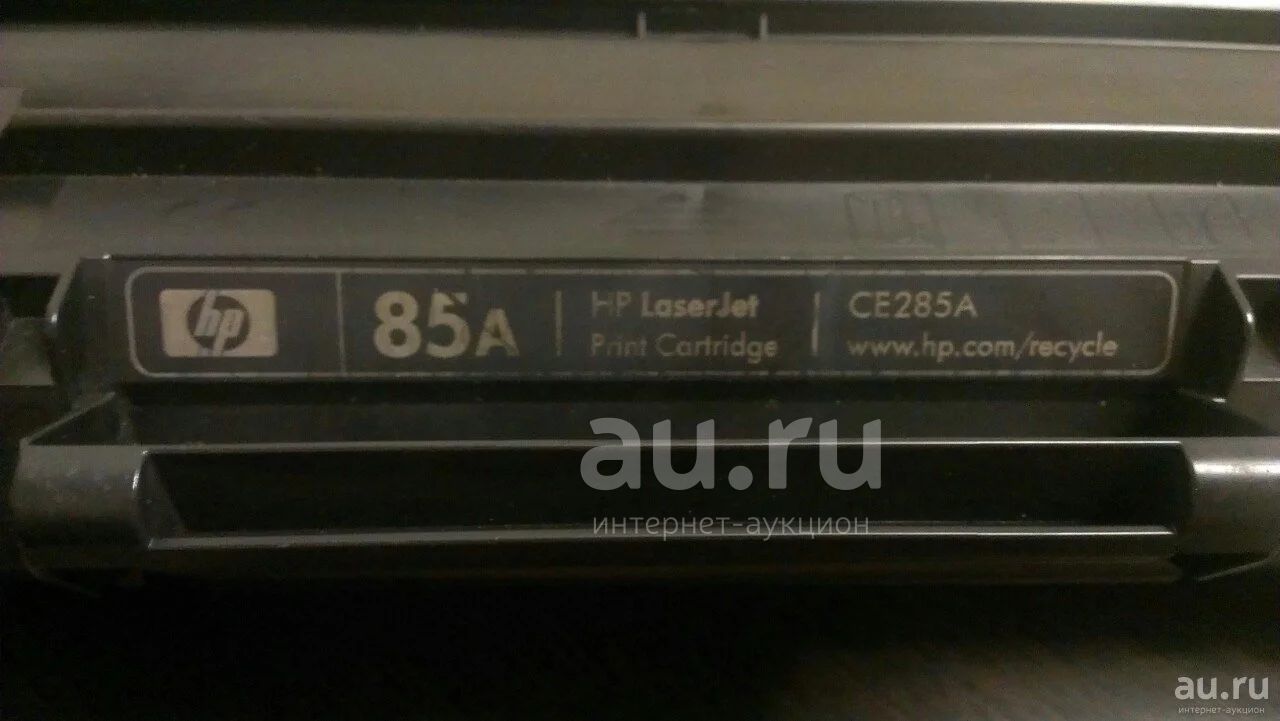 hp
85A
HP LaserJet
Print Cartridge
CE285A
www.hp.com/recycle
au.ru
интернет-аукцион
au.ru
интернет-аукцион